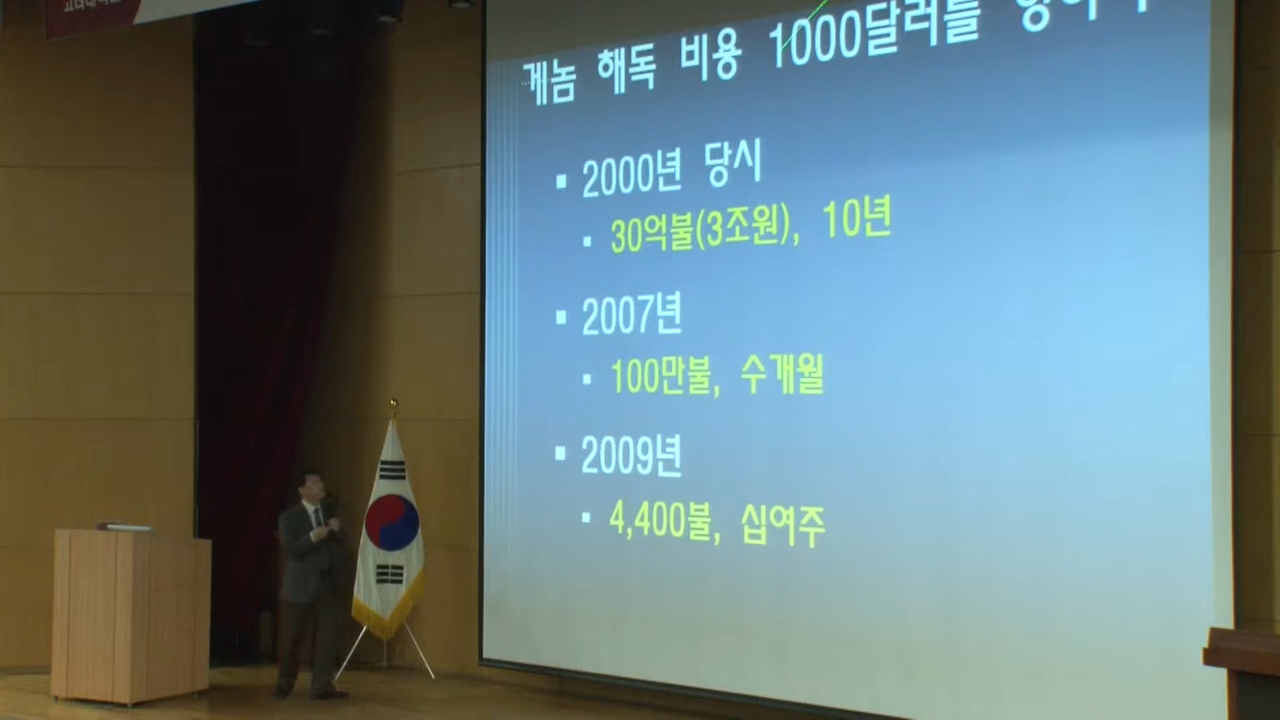 게놈 해독 비용 1000달러를
▪ 2000년 당시
▪ 30억불(3조원), 10년
▪ 2007년
▪ 100만불, 수개월
▪ 2009년
▪ 4,400불, 십여주